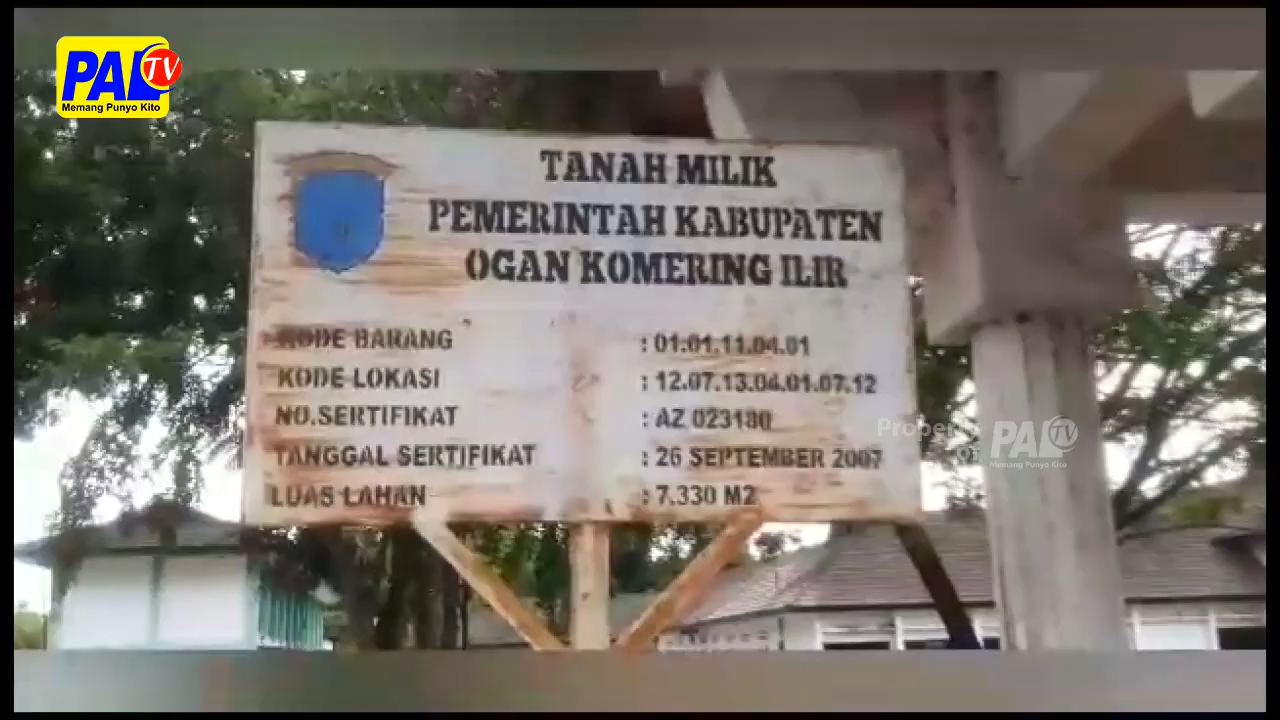 PAL TV
Memang Punyo Kito
TANAH MILIK
PEMERINTAH KABUPATEN
OGAN KOMERING ILIR
KODE BARANG : 01.01.11.04.01
KODE LOKASI : 12.07.13.04.01.07.12
NO.SERTIFIKAT : AZ 023180
TANGGAL SERTIFIKAT : 26 SEPTEMBER 2007
LUAS LAHAN : 7.330 M2
Property of PAL TV
Memang Punyo Kito